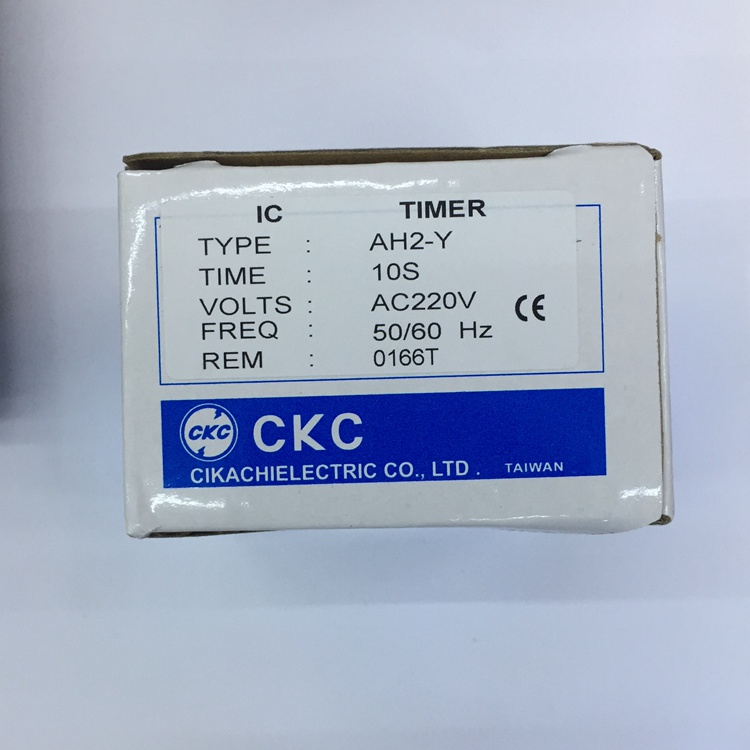 IC TIMER
TYPE : AH2-Y
TIME : 10S
VOLTS : AC220V
FREQ : 50/60 Hz
REM : 0166T
CE
CKC CKC
CIKACHIELECTRIC CO., LTD . TAIWAN